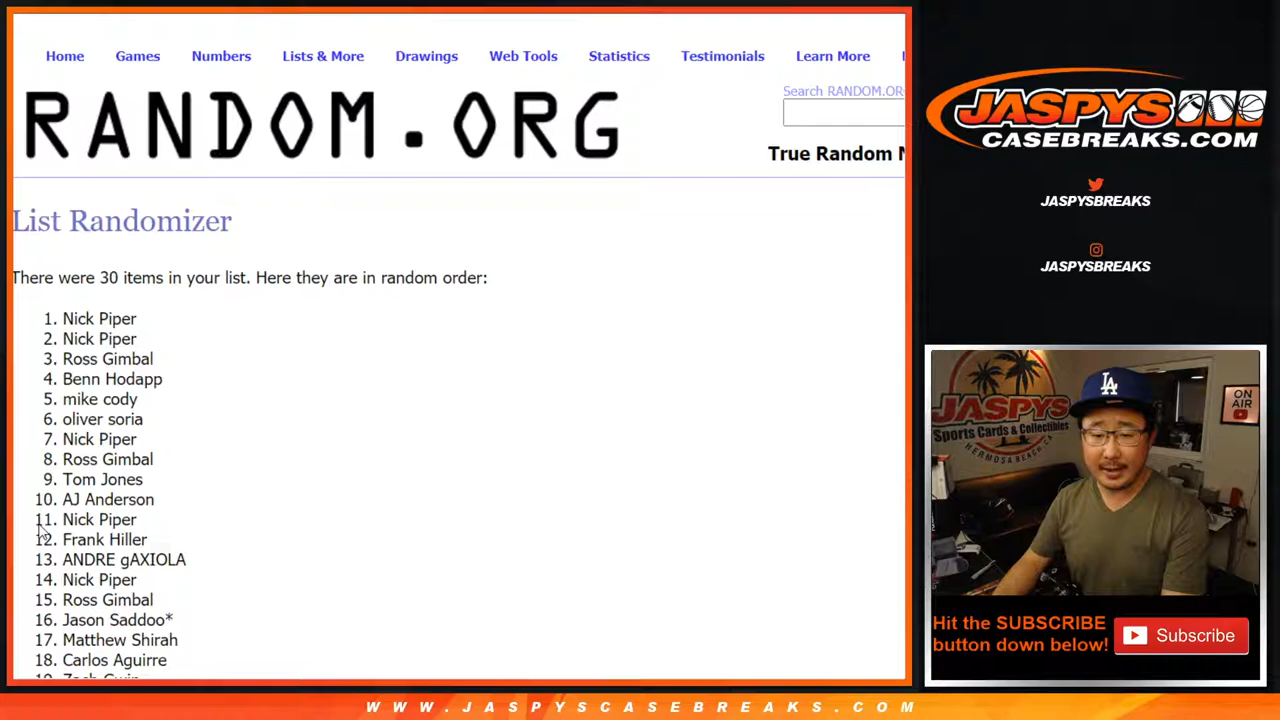 Home Games Numbers Lists & More Drawings Web Tools Statistics Testimonials Learn More
RANDOM.ORG
Search RANDOM.OR
True Random
List Randomizer
There were 30 items in your list. Here they are in random order:
1. Nick Piper
2. Nick Piper
3. Ross Gimbal
4. Benn Hodapp
5. mike cody
6. oliver soria
7. Nick Piper
8. Ross Gimbal
9. Tom Jones
10. AJ Anderson
11. Nick Piper
12. Frank Hiller
13. ANDRE gAXIOLA
14. Nick Piper
15. Ross Gimbal
16. Jason Saddoo*
17. Matthew Shirah
18. Carlos Aguirre
JASPYS
CASEBREAKS.COM
JASPYSBREAKS
JASPYSBREAKS
JASPYS
Sports Cards & Collectibles
HERMOSA BEACH
LA
ON
AIR
Hit the SUBSCRIBE
button down below!
Subscribe
WWW.JASPYSCASEBREAKS.COM